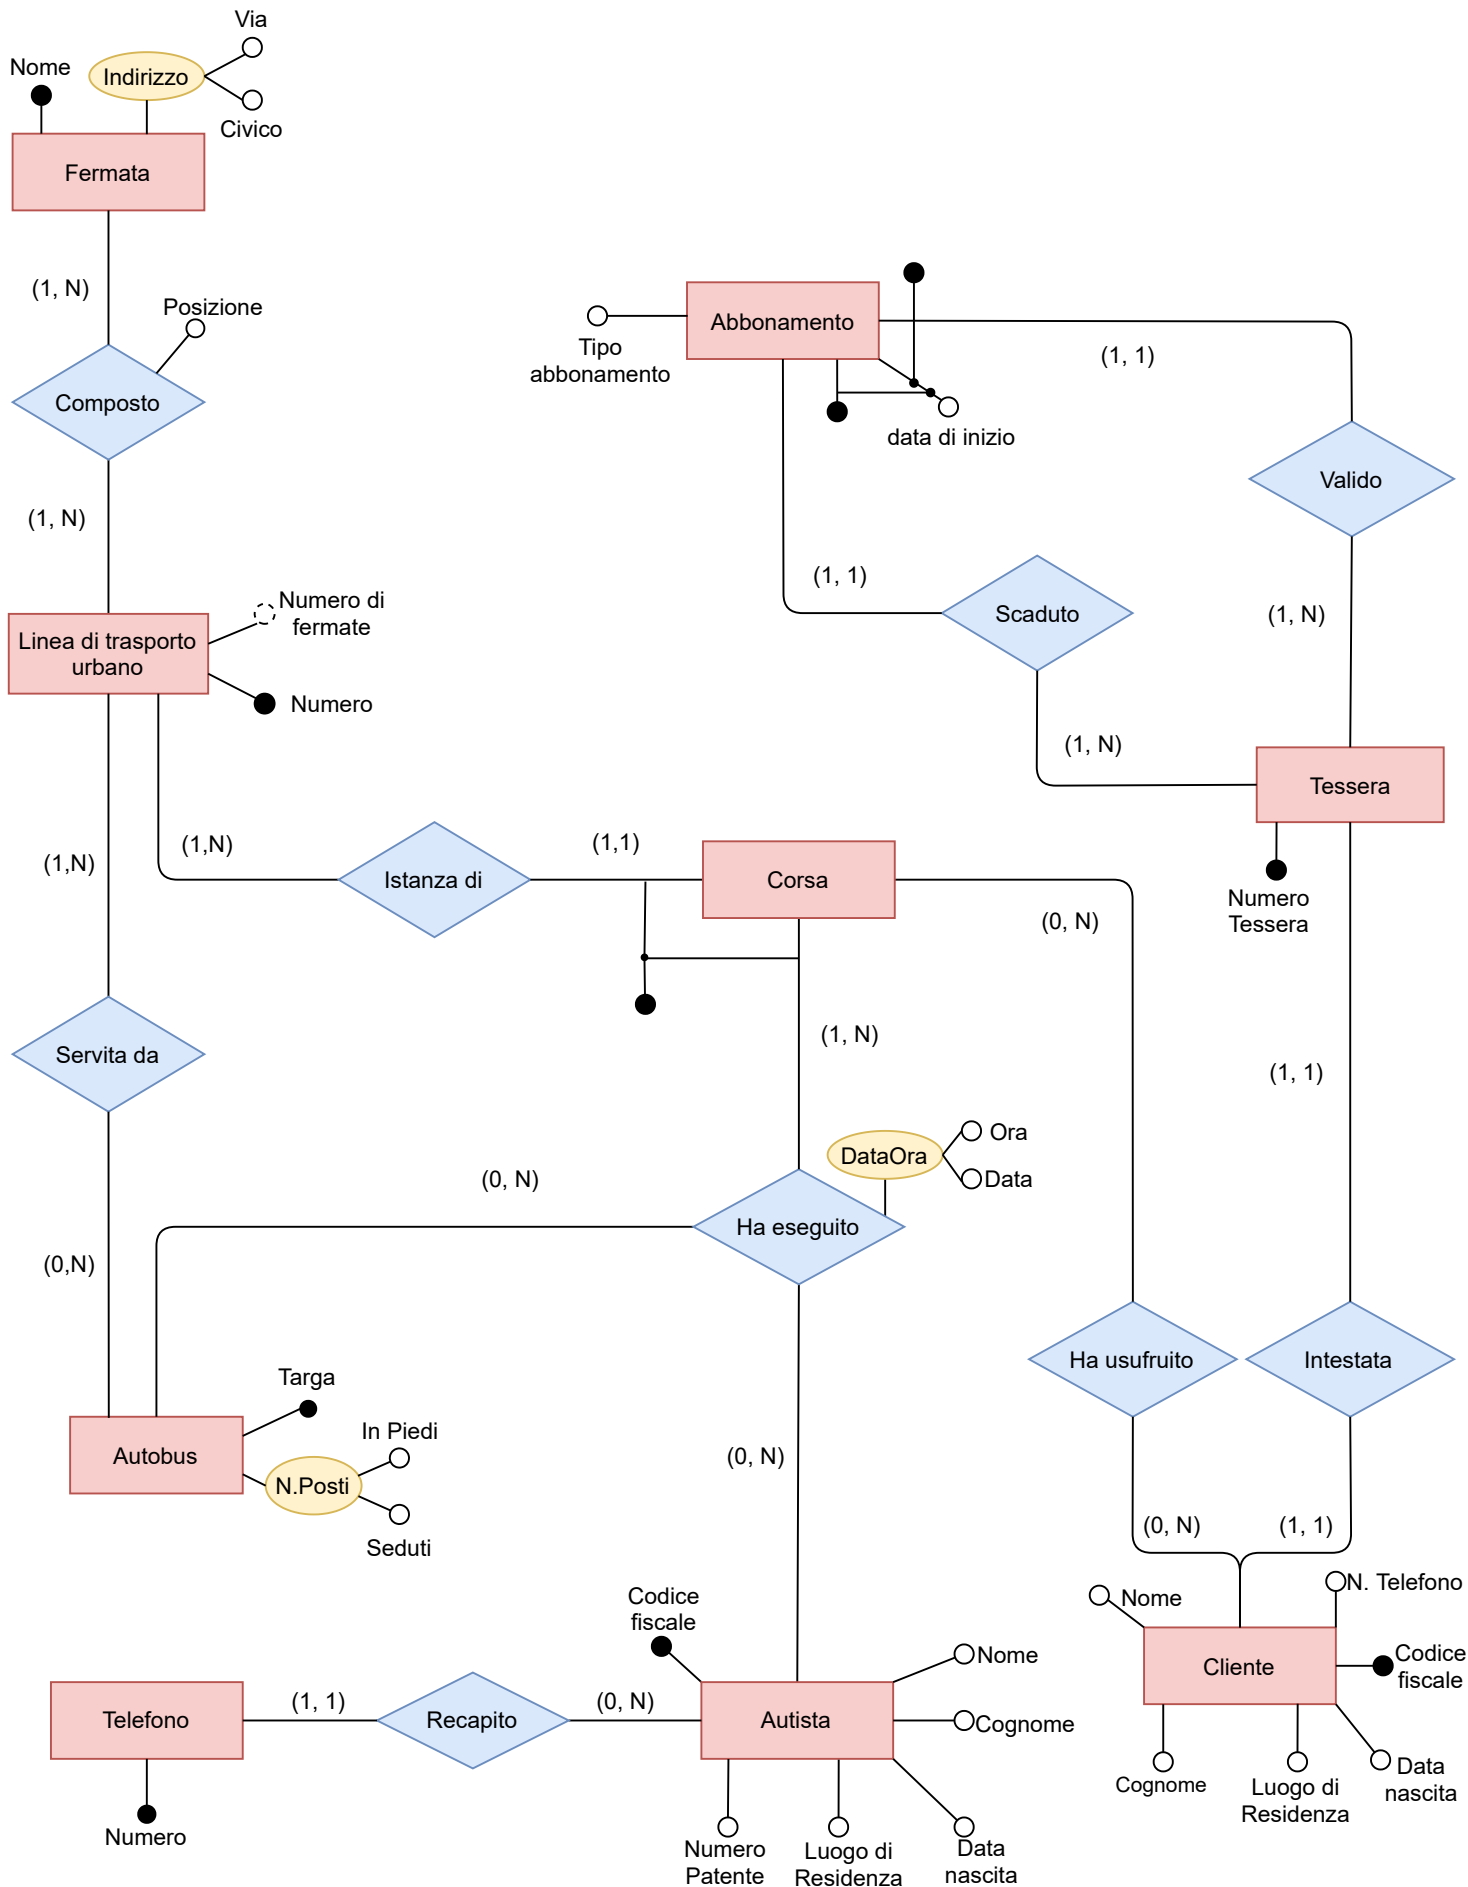 Via
Nome
Indirizzo
Civico
Fermata
(1, N)
Posizione
Composto
(1, N)
Abbonamento
Tipo
abbonamento
(1, 1)
data di inizio
Valido
(1, 1)
Scaduto
(1, N)
(1, N)
Numero di
fermate
Linea di trasporto
urbano
Numero
Tessera
(1,N)
(1,N)
Istanza di
(1,1)
Corsa
(0, N)
Numero
Tessera
(1, N)
Servita da
(1, 1)
DataOra
Ora
Data
(0, N)
Ha eseguito
(0,N)
Ha usufruito
Intestata
Targa
In Piedi
Autobus
N.Posti
Seduti
(0, N)
(0, N)
(1, 1)
Codice
fiscale
Nome
N. Telefono
Nome
Cliente
Codice
fiscale
Telefono
(1, 1)
Recapito
(0, N)
Autista
Cognome
Cognome
Luogo di
Residenza
Data
nascita
Numero
Numero
Patente
Luogo di
Residenza
Data
nascita